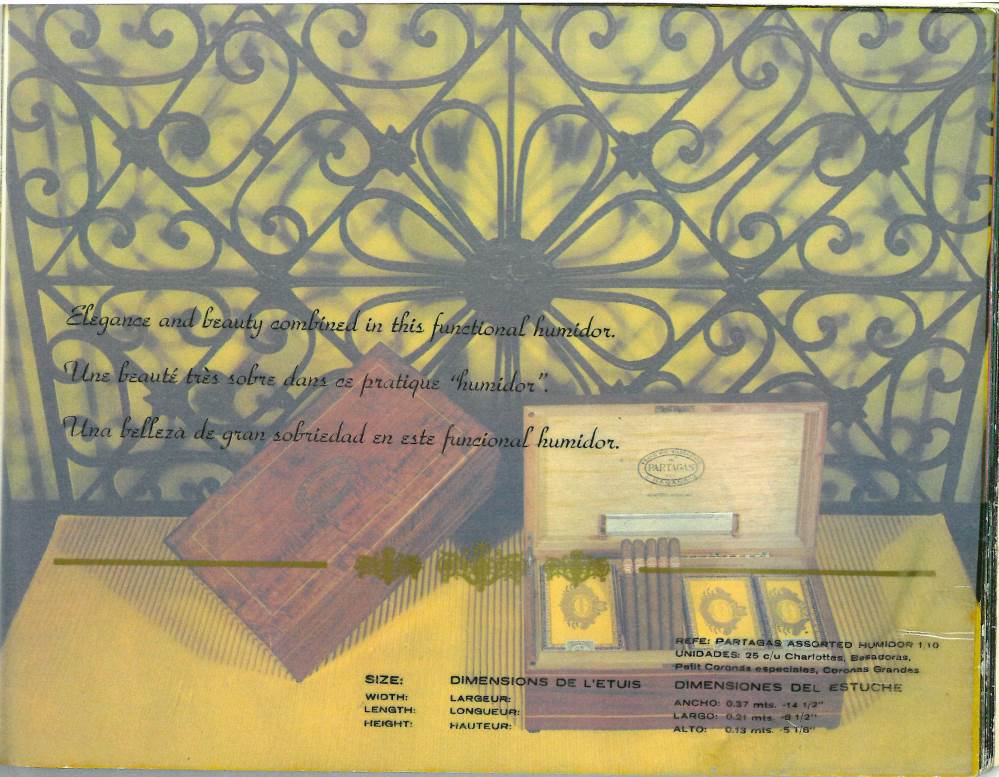 Elegance and beauty combined in this functional humidor.
Une beauté très sobre dans ce pratique "humidor".
Una belleza de gran sobriedad en este funcional humidor.
PARTAGAS
REFE: PARTAGAS ASSORTED HUMIDOR 1,10
UNIDADES: 25 c/u Charlottes, Besadoras,
Petit Coronas especiales, Coronas Grandes
SIZE: DIMENSIONS DE L'ETUIS DIMENSIONES DEL ESTUCHE
WIDTH: LARGEUR: ANCHO: 0.37 mts. -14 1/2"
LENGTH: LONGUEUR: LARGO: 0.21 mts. -8 1/2"
HEIGHT: HAUTEUR: ALTO: 0.13 mts. -5 1/8"